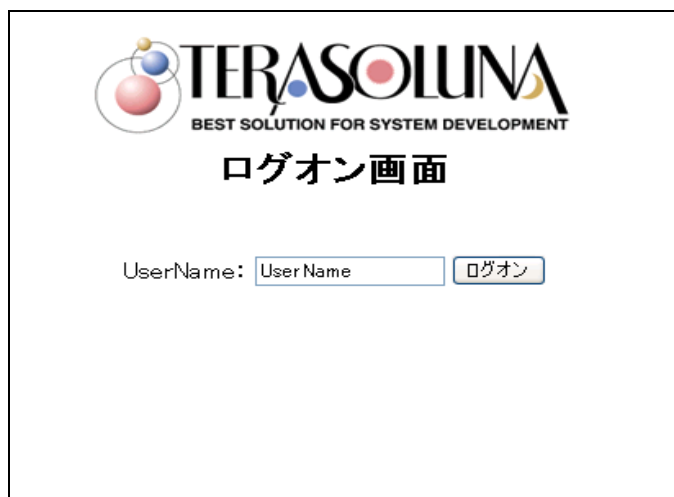 TERASOLUNA
BEST SOLUTION FOR SYSTEM DEVELOPMENT
ログオン画面
UserName: UserName ログオン